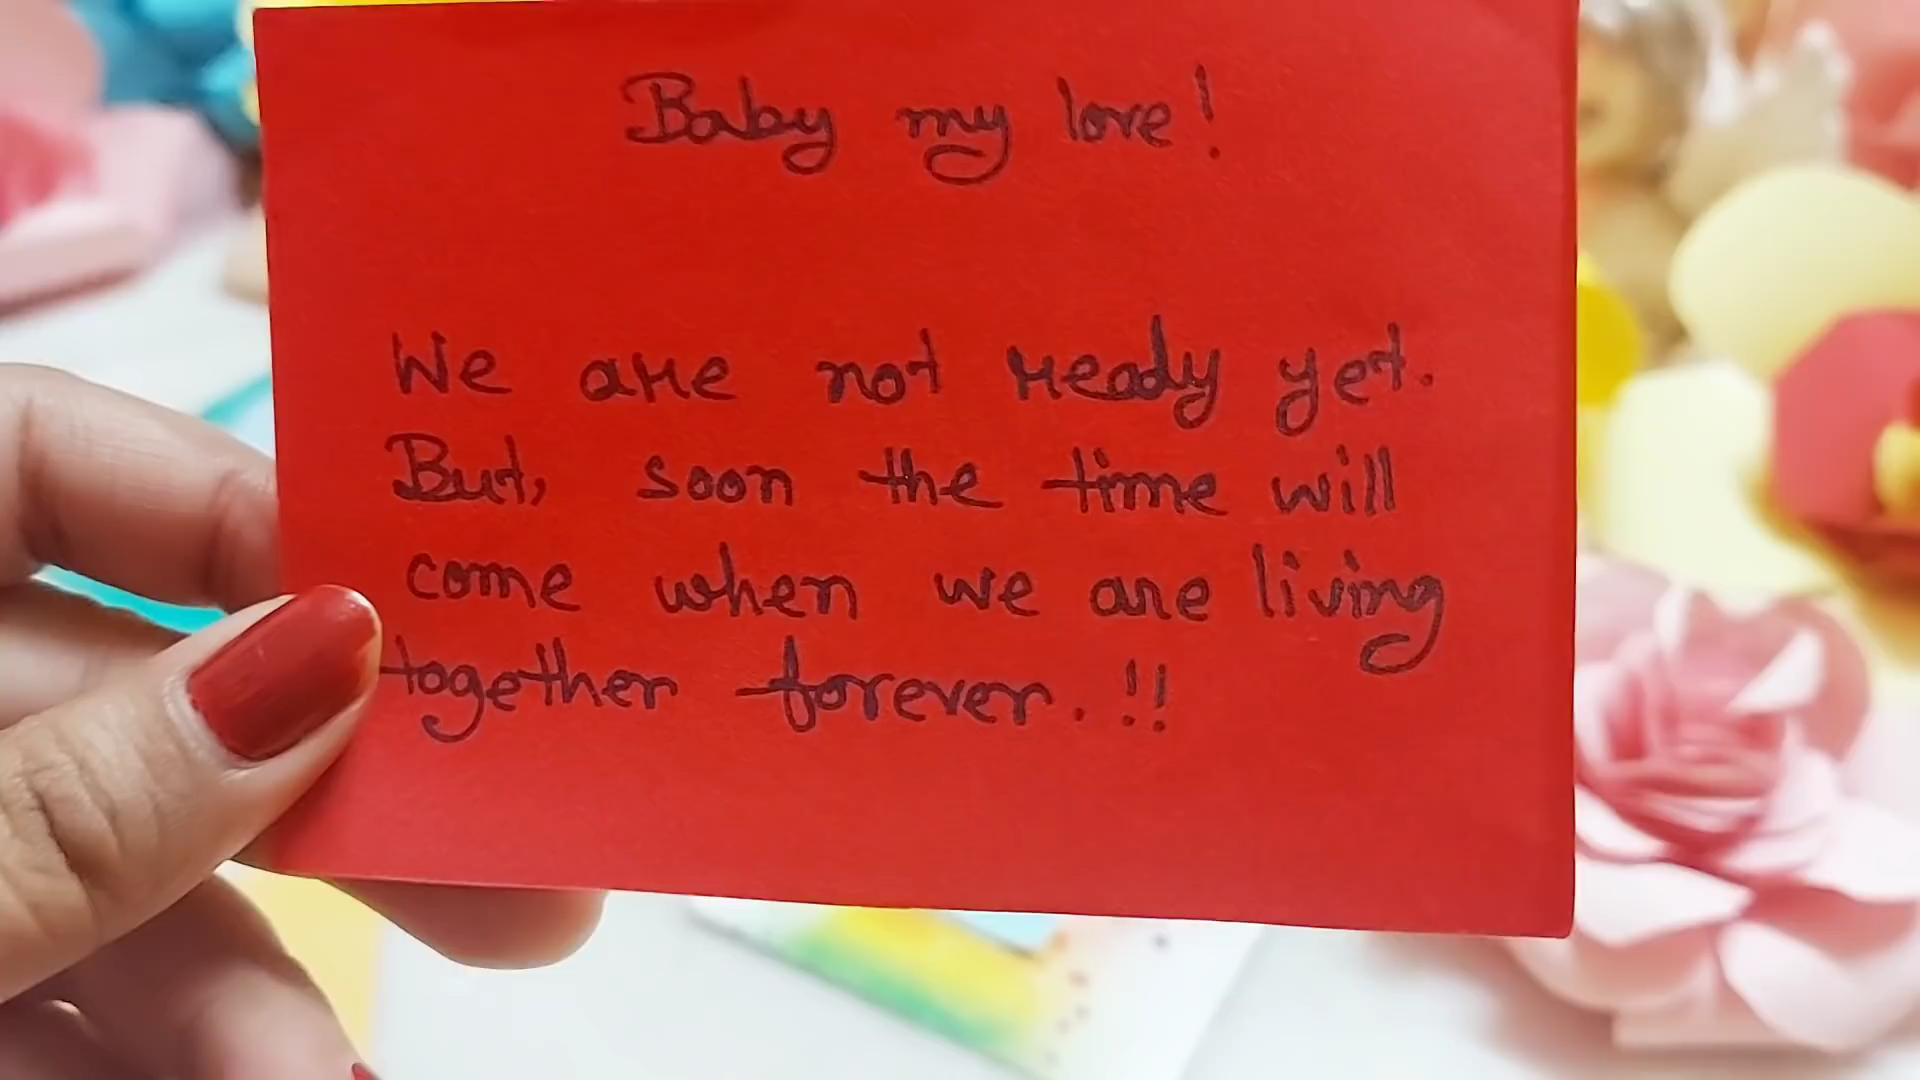 Baby my love!
We are not ready yet.
But, soon the time will
come when we are living
together forever. !!